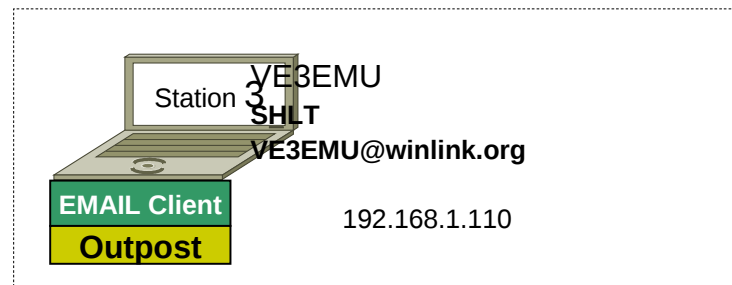 VE3EMU
Station 3
SHLT
VE3EMU@winlink.org
EMAIL Client
192.168.1.110
Outpost